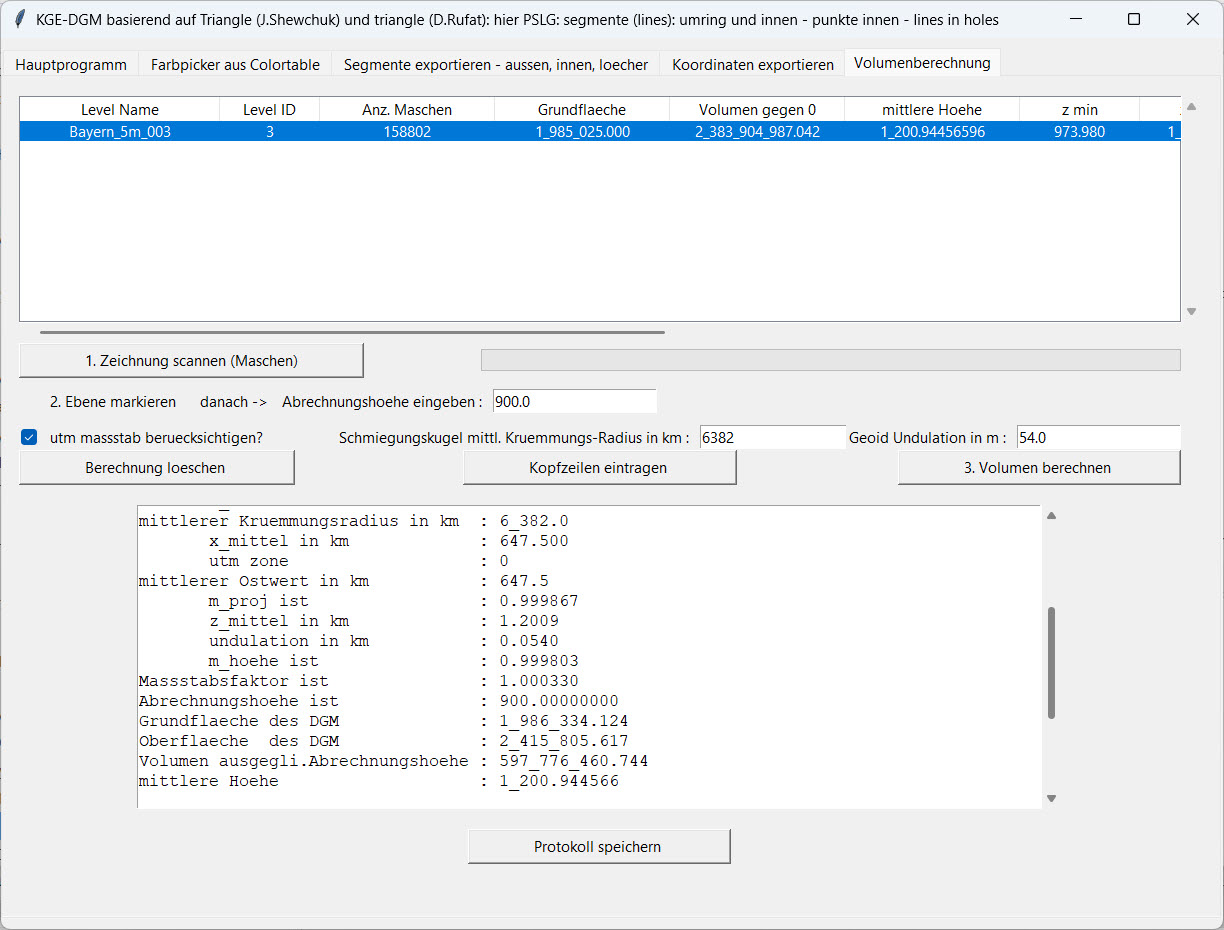 KGE-DGM basierend auf Triangle (J.Shewchuk) und triangle (D.Rufat): hier PSLG: segmente (lines): umring und innen - punkte innen - lines in holes
Hauptprogramm Farbpicker aus Colortable Segmente exportieren - aussen, innen, loecher Koordinaten exportieren Volumenberechnung
Level Name Level ID Anz. Maschen Grundflaeche Volumen gegen 0 mittlere Hoehe z min
Bayern_5m_003 3 158802 1_985_025.000 2_383_904_987.042 1_200.94456596 973.980 1_
1. Zeichnung scannen (Maschen)
2. Ebene markieren danach -> Abrechnungshoehe eingeben : 900.0
utm massstab beruecksichtigen? Schmiegungskugel mittl. Kruemmungs-Radius in km : 6382 Geoid Undulation in m : 54.0
Berechnung loeschen Kopfzeilen eintragen 3. Volumen berechnen
mittlerer Kruemmungsradius in km : 6_382.0
x_mittel in km : 647.500
utm zone : 0
mittlerer Ostwert in km : 647.5
m_proj ist : 0.999867
z_mittel in km : 1.2009
undulation in km : 0.0540
m_hoehe ist : 0.999803
Massstabsfaktor ist : 1.000330
Abrechnungshoehe ist : 900.00000000
Grundflaeche des DGM : 1_986_334.124
Oberflaeche des DGM : 2_415_805.617
Volumen ausgegli.Abrechnungshoehe : 597_776_460.744
mittlere Hoehe : 1_200.944566
Protokoll speichern